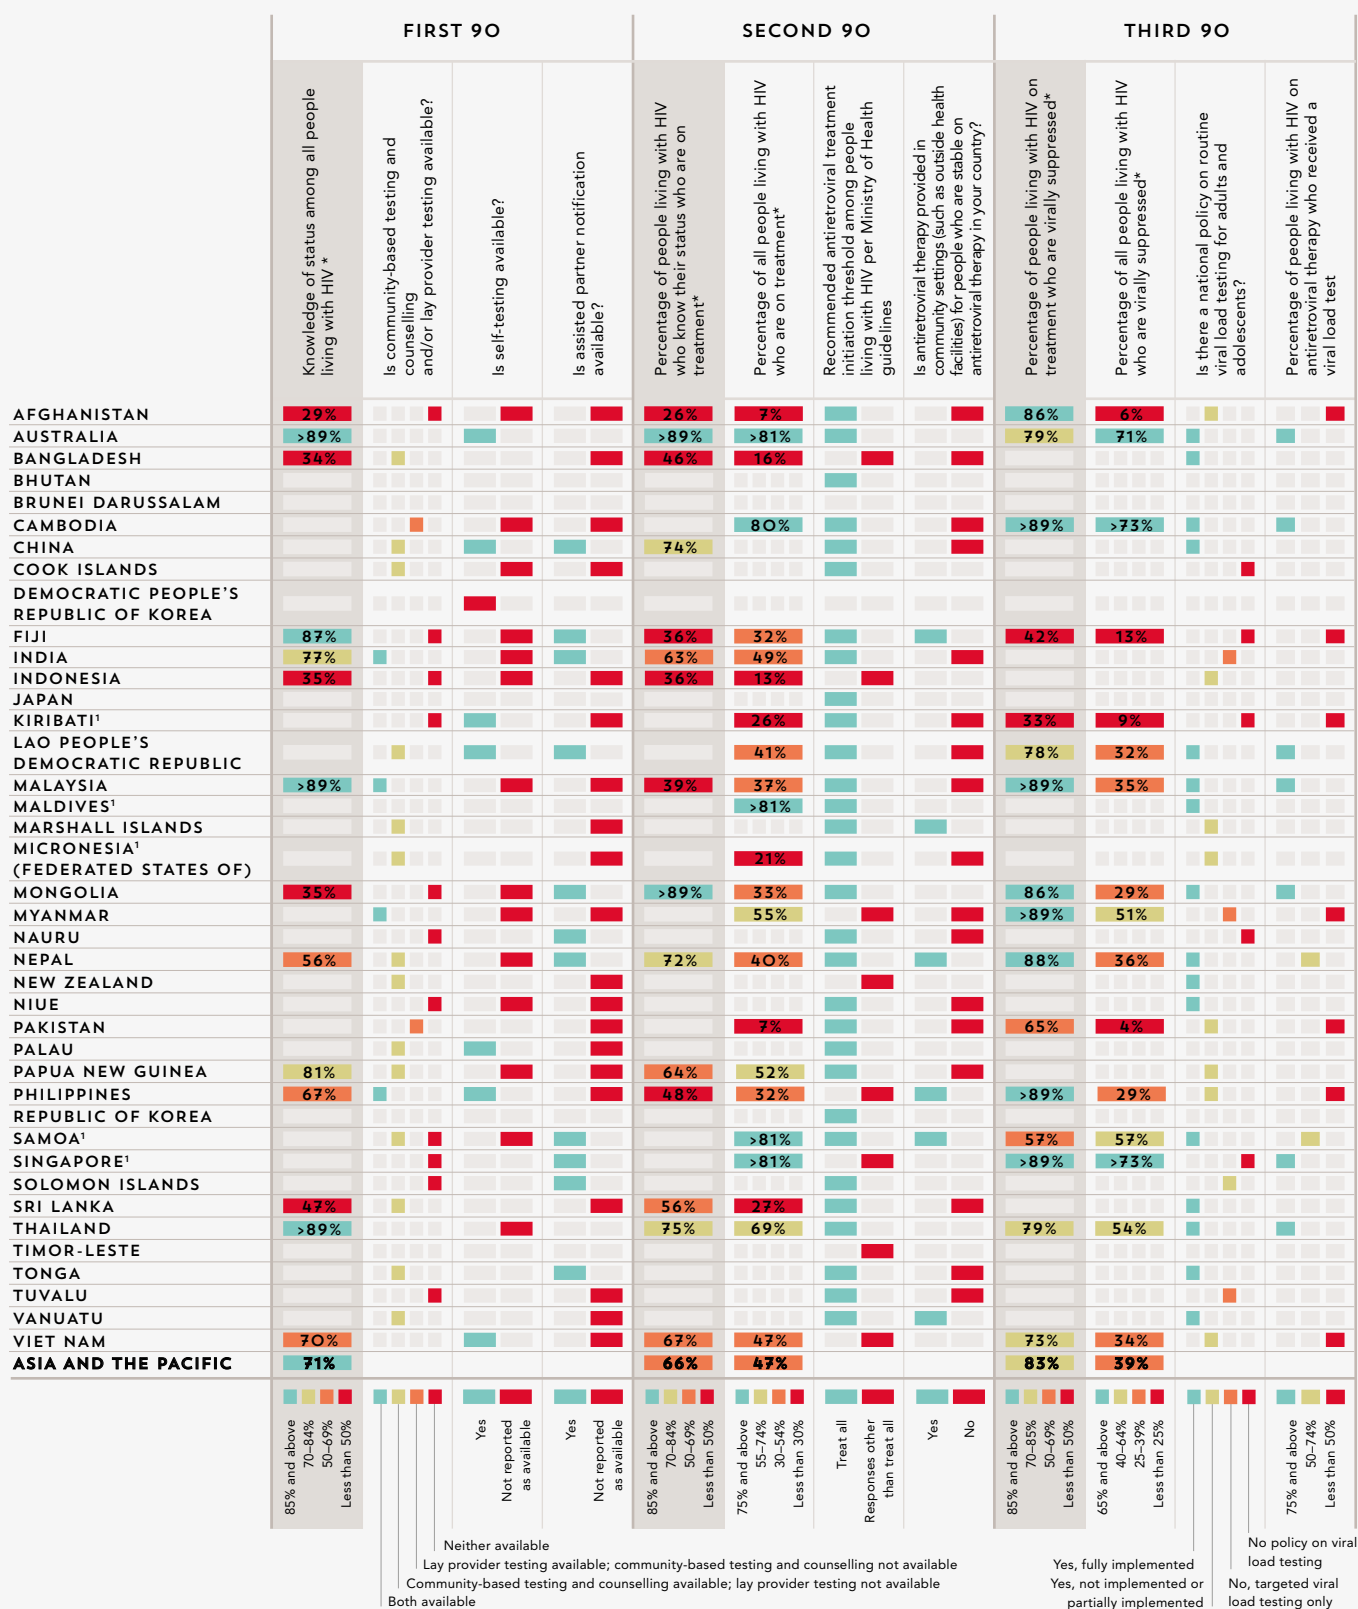 FIRST 90
SECOND 90
THIRD 90
Knowledge of status among all people
living with HIV *
Is community-based testing and
counselling
and/or lay provider testing available?
Is self-testing available?
Is assisted partner notification
available?
Percentage of people living with HIV
who know their status who are on
treatment*
Percentage of all people living with HIV
who are on treatment*
Recommended antiretroviral treatment
initiation threshold among people
living with HIV per Ministry of Health
guidelines
Is antiretroviral therapy provided in
community settings (such as outside health
facilities) for people who are stable on
antiretroviral therapy in your country?
Percentage of people living with HIV on
treatment who are virally suppressed*
Percentage of all people living with HIV
who are virally suppressed*
Is there a national policy on routine
viral load testing for adults and
adolescents?
Percentage of people living with HIV on
antiretroviral therapy who received a
viral load test
AFGHANISTAN 29% 26% 7% 86% 6%
AUSTRALIA >89% >89% >81% 79% 71%
BANGLADESH 34% 46% 16%
BHUTAN
BRUNEI DARUSSALAM
CAMBODIA 80% >89% >73%
CHINA 74%
COOK ISLANDS
DEMOCRATIC PEOPLE'S
REPUBLIC OF KOREA
FIJI 87% 36% 32% 42% 13%
INDIA 77% 63% 49%
INDONESIA 35% 36% 13%
JAPAN
KIRIBATI¹ 26% 33% 9%
LAO PEOPLE'S
DEMOCRATIC REPUBLIC 41% 78% 32%
MALAYSIA >89% 39% 37% >89% 35%
MALDIVES¹ >81%
MARSHALL ISLANDS
MICRONESIA¹
(FEDERATED STATES OF) 21%
MONGOLIA 35% >89% 33% 86% 29%
MYANMAR 55% >89% 51%
NAURU
NEPAL 56% 72% 40% 88% 36%
NEW ZEALAND
NIUE
PAKISTAN 7% 65% 4%
PALAU
PAPUA NEW GUINEA 81% 64% 52%
PHILIPPINES 67% 48% 32% >89% 29%
REPUBLIC OF KOREA
SAMOA¹ >81% 57% 57%
SINGAPORE¹ >81% >89% >73%
SOLOMON ISLANDS
SRI LANKA 47% 56% 27%
THAILAND >89% 75% 69% 79% 54%
TIMOR-LESTE
TONGA
TUVALU
VANUATU
VIET NAM 70% 67% 47% 73% 34%
ASIA AND THE PACIFIC 71% 66% 47% 83% 39%
85% and above
70–84%
50–69%
Less than 50%
Yes
Not reported
as available
Yes
Not reported
as available
85% and above
70–84%
50–69%
Less than 50%
75% and above
55–74%
30–54%
Less than 30%
Treat all
Responses other
than treat all
Yes
No
85% and above
70–85%
50–69%
Less than 50%
65% and above
40–64%
25–39%
Less than 25%
75% and above
50–74%
Less than 50%
Neither available
Lay provider testing available; community-based testing and counselling not available
Community-based testing and counselling available; lay provider testing not available
Both available
Yes, fully implemented
Yes, not implemented or
partially implemented
No policy on viral
load testing
No, targeted viral
load testing only